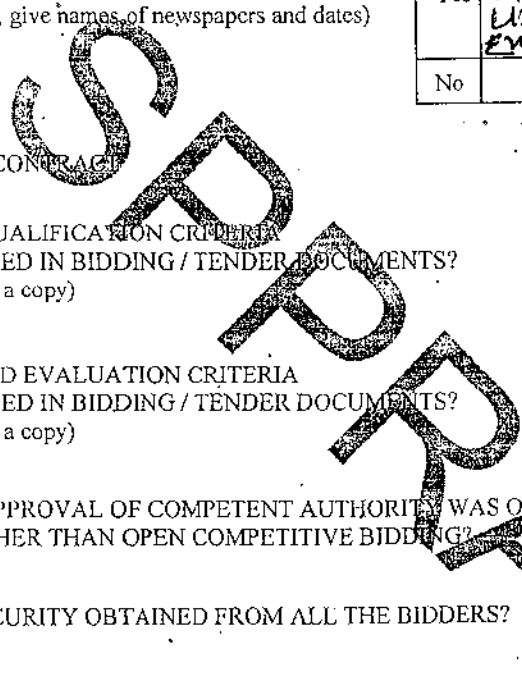 , give names of newspapers and dates)
No
CONTRACT
UALIFICATION CRITERIA
ED IN BIDDING / TENDER DOCUMENTS?
a copy)
D EVALUATION CRITERIA
ED IN BIDDING / TENDER DOCUMENTS?
a copy)
PPROVAL OF COMPETENT AUTHORITY WAS O
HER THAN OPEN COMPETITIVE BIDDING?
CURITY OBTAINED FROM ALL THE BIDDERS?
SPPR